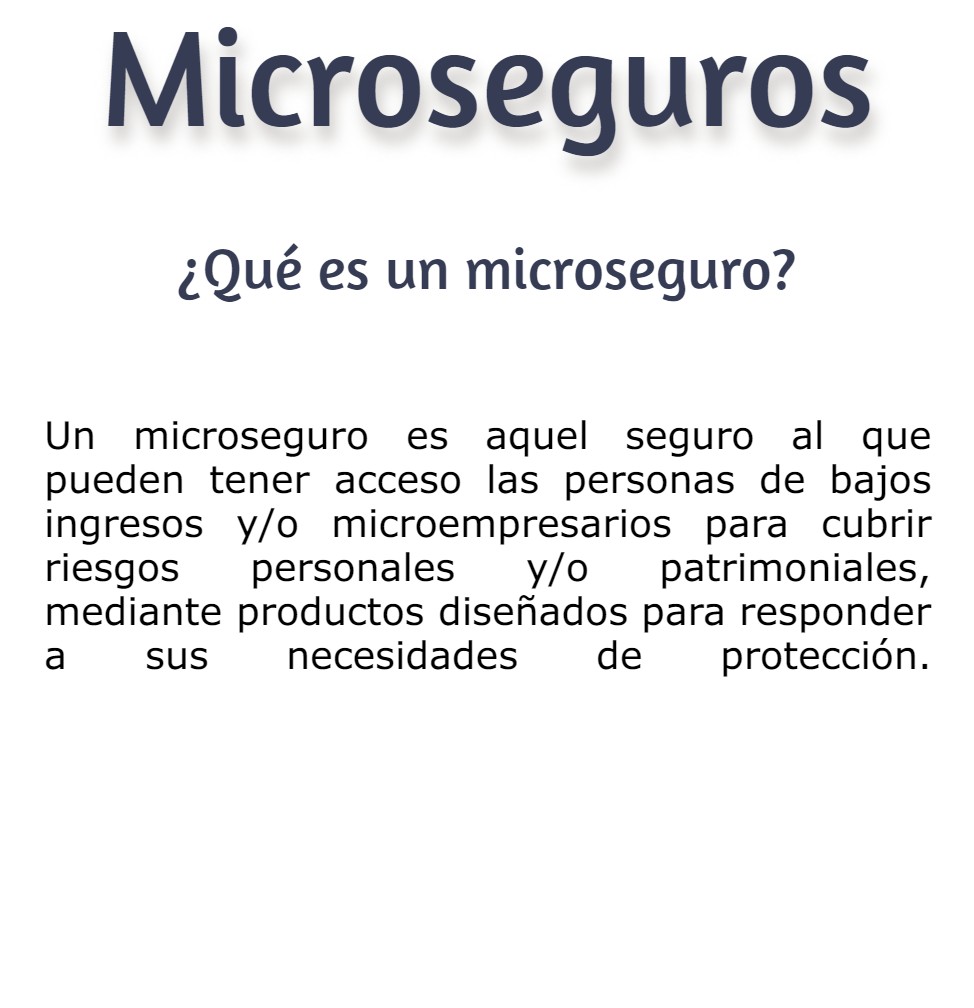 Microseguros
¿Qué es un microseguro?
Un microseguro es aquel seguro al que
pueden tener acceso las personas de bajos
ingresos y/o microempresarios para cubrir
riesgos personales y/o patrimoniales,
mediante productos diseñados para responder
a sus necesidades de protección.